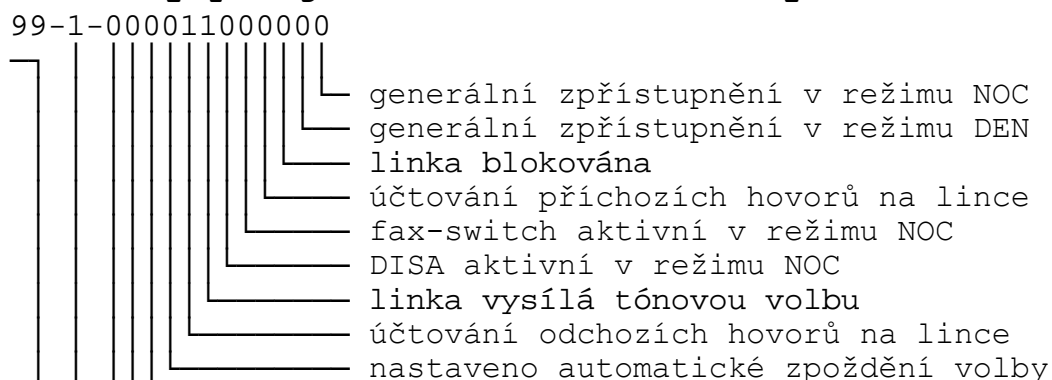 99-1-000011000000
generální zpřístupnění v režimu NOC
generální zpřístupnění v režimu DEN
linka blokována
účtování příchozích hovorů na lince
fax-switch aktivní v režimu NOC
DISA aktivní v režimu NOC
linka vysílá tónovou volbu
účtování odchozích hovorů na lince
nastaveno automatické zpoždění volby